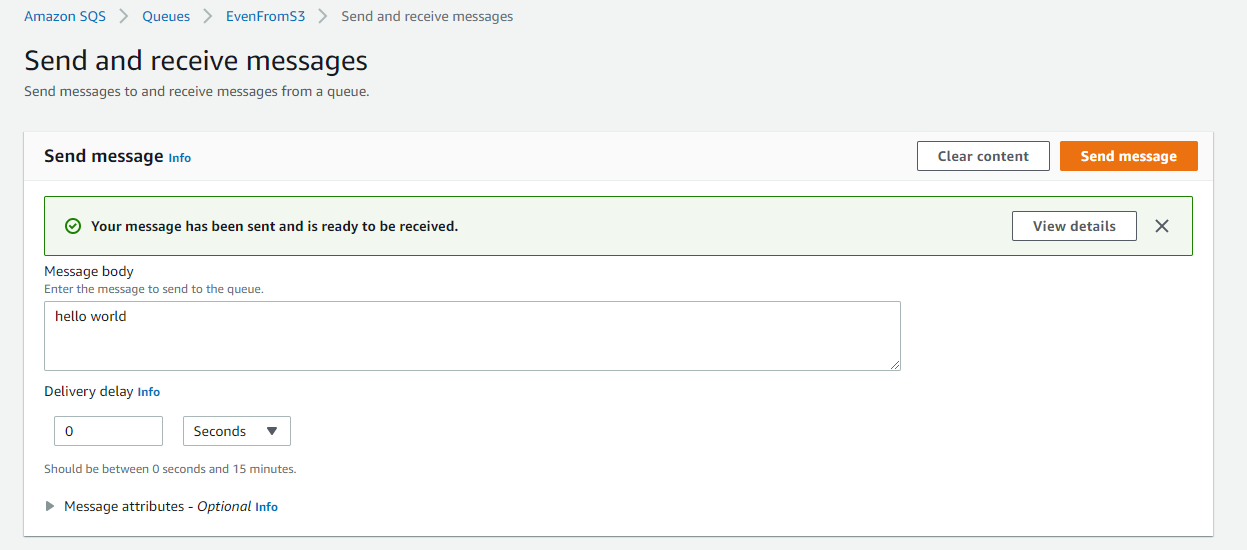 Amazon SQS > Queues > EvenFromS3 > Send and receive messages
Send and receive messages
Send messages to and receive messages from a queue.
Send message Info Clear content Send message
Your message has been sent and is ready to be received. View details
Message body
Enter the message to send to the queue.
hello world
Delivery delay Info
0 Seconds
Should be between 0 seconds and 15 minutes.
Message attributes - Optional Info